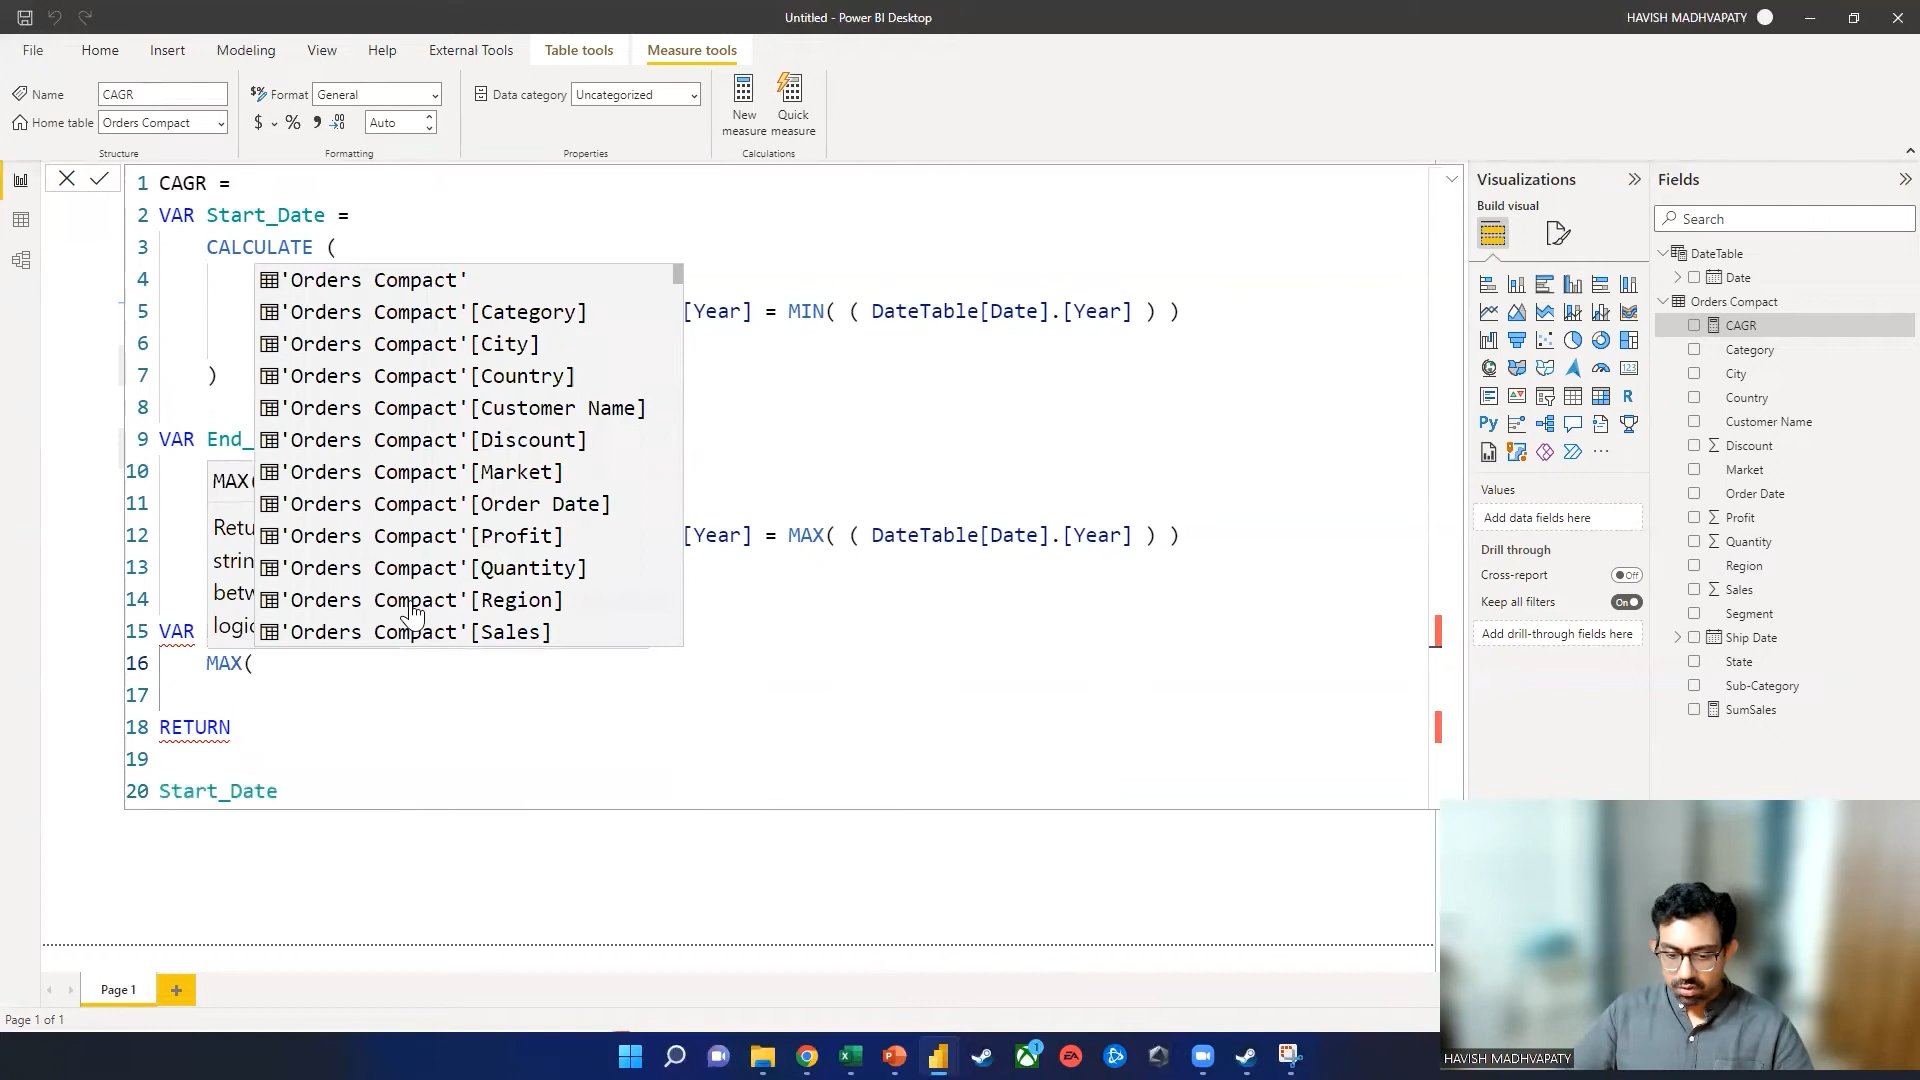 Untitled - Power BI Desktop
HAVISH MADHVAPATY
File
Home
Insert
Modeling
View
Help
External Tools
Table tools
Measure tools
Name
CAGR
Home table
Orders Compact
Structure
Format
General
$
%
Auto
Formatting
Data category
Uncategorized
Properties
New measure
Quick measure
Calculations
1 CAGR =
2 VAR Start_Date =
3 CALCULATE (
4
5 [Year] = MIN( ( DateTable[Date].[Year] ) )
6
7 )
8
9 VAR End_
10
11
12 [Year] = MAX( ( DateTable[Date].[Year] ) )
13
14
15 VAR
16 MAX(
17
18 RETURN
19
20 Start_Date
'Orders Compact'
'Orders Compact'[Category]
'Orders Compact'[City]
'Orders Compact'[Country]
'Orders Compact'[Customer Name]
'Orders Compact'[Discount]
'Orders Compact'[Market]
'Orders Compact'[Order Date]
'Orders Compact'[Profit]
'Orders Compact'[Quantity]
'Orders Compact'[Region]
'Orders Compact'[Sales]
MAX(
Retu
strin
betw
logic
Visualizations
Build visual
123
R
Py
Values
Add data fields here
Drill through
Cross-report
Off
Keep all filters
On
Add drill-through fields here
Fields
Search
DateTable
Date
Orders Compact
CAGR
Category
City
Country
Customer Name
Discount
Market
Order Date
Profit
Quantity
Region
Sales
Segment
Ship Date
State
Sub-Category
SumSales
Page 1
Page 1 of 1
1
EA
HAVISH MADHVAPATY